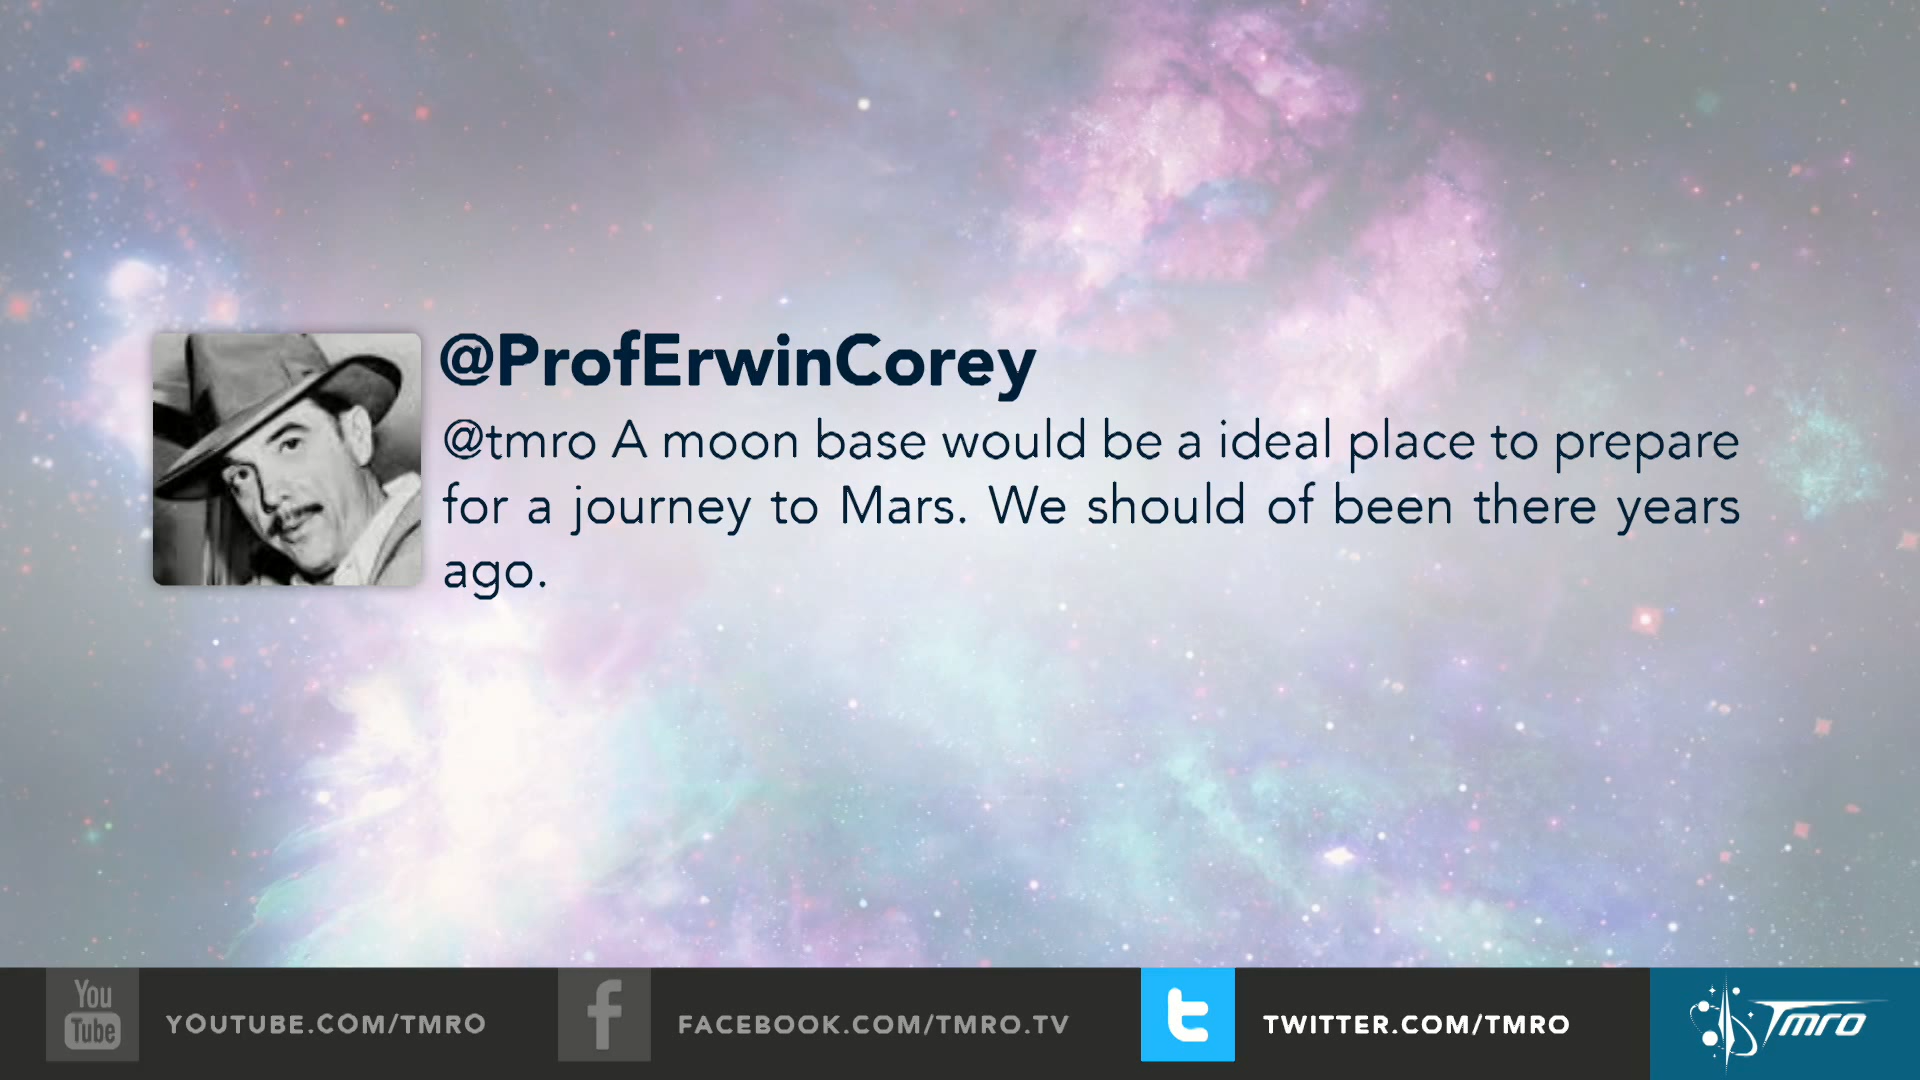 @ProfErwinCorey
@tmro A moon base would be a ideal place to prepare
for a journey to Mars. We should of been there years
ago.
You
Tube
YOUTUBE.COM/TMRO
f
FACEBOOK.COM/TMRO.TV
t
TWITTER.COM/TMRO
Tmro